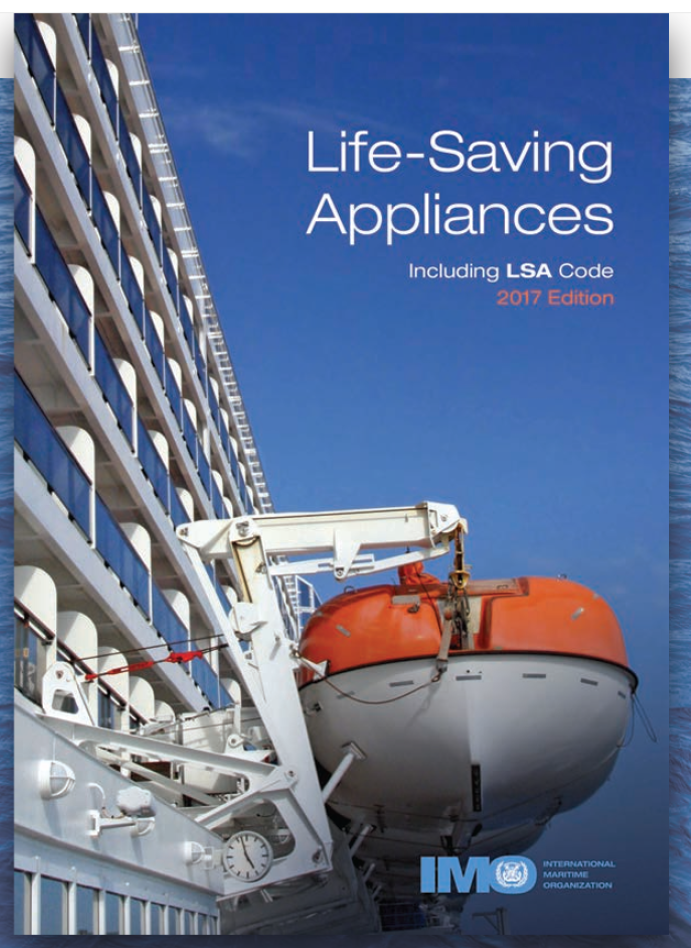 Life-Saving
Appliances
Including LSA Code
2017 Edition
IMO
INTERNATIONAL
MARITIME
ORGANIZATION